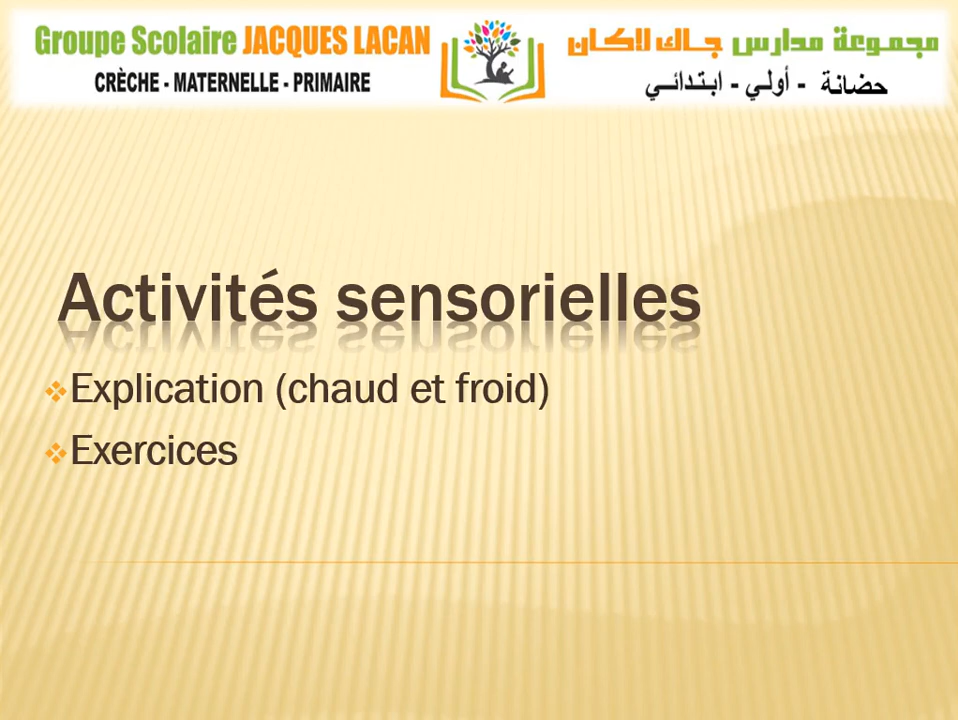 Groupe Scolaire JACQUES LACAN
CRÈCHE - MATERNELLE - PRIMAIRE
مجموعة مدارس جاك لاكان
حضانة - أولي - ابتدائي
Activités sensorielles
Explication (chaud et froid)
Exercices